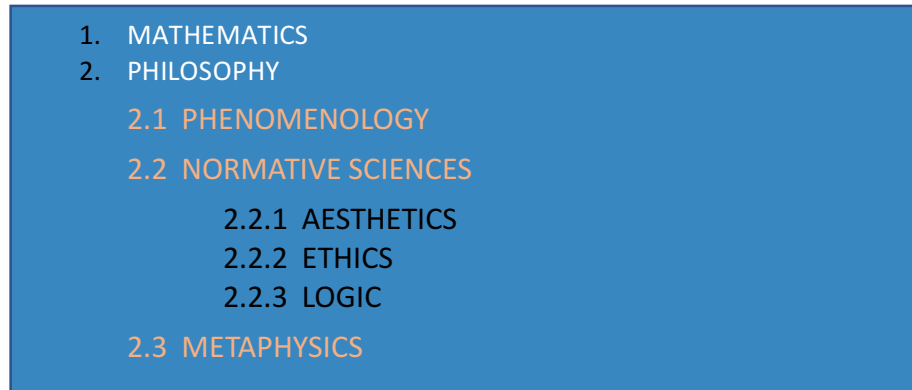 1. MATHEMATICS
2. PHILOSOPHY
2.1 PHENOMENOLOGY
2.2 NORMATIVE SCIENCES
2.2.1 AESTHETICS
2.2.2 ETHICS
2.2.3 LOGIC
2.3 METAPHYSICS